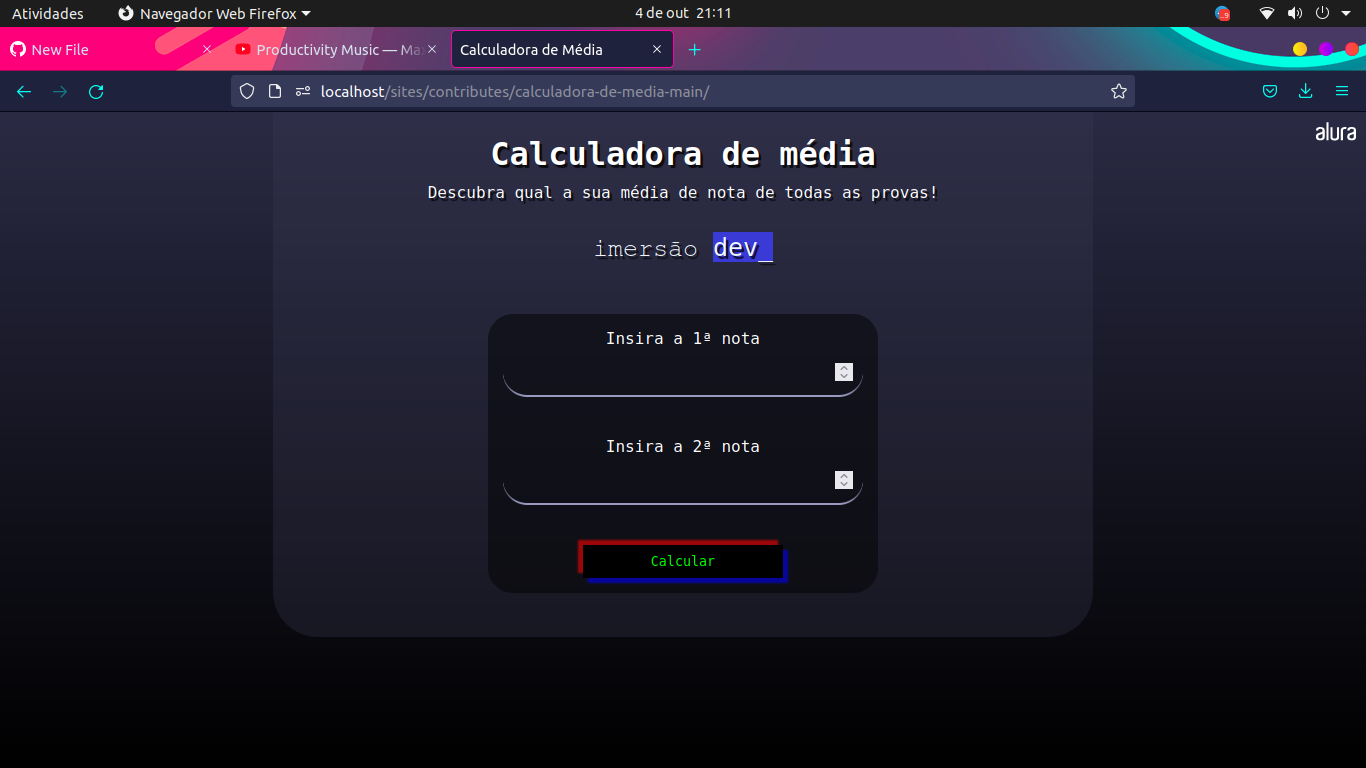 Atividades Navegador Web Firefox 4 de out 21:11
New File Productivity Music — Ma Calculadora de Média
localhost/sites/contributes/calculadora-de-media-main/
alura
Calculadora de média
Descubra qual a sua média de nota de todas as provas!
imersão dev_
Insira a 1ª nota
Insira a 2ª nota
Calcular